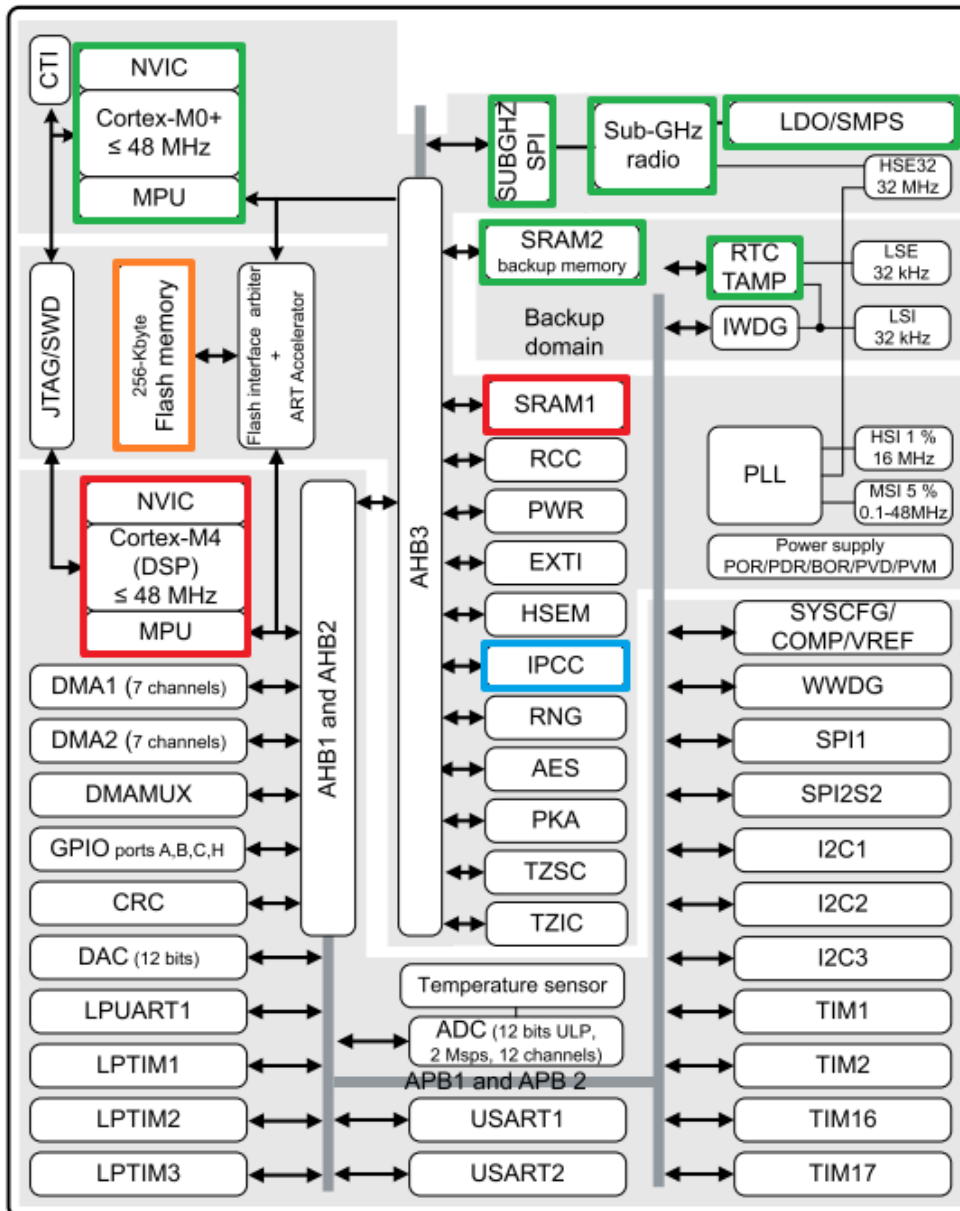 CTI
NVIC
Cortex-M0+
≤ 48 MHz
MPU
SUBGHZ
SPI
Sub-GHz
radio
LDO/SMPS
HSE32
32 MHz
SRAM2
backup memory
RTC
TAMP
LSE
32 kHz
Backup
domain
IWDG
LSI
32 kHz
JTAG/SWD
256-Kbyte
Flash memory
Flash interface arbiter
+
ART Accelerator
SRAM1
RCC
PWR
EXTI
HSEM
IPCC
RNG
AES
PKA
TZSC
TZIC
AHB3
PLL
HSI 1 %
16 MHz
MSI 5 %
0.1-48MHz
Power supply
POR/PDR/BOR/PVD/PVM
NVIC
Cortex-M4
(DSP)
≤ 48 MHz
MPU
AHB1 and AHB2
DMA1 (7 channels)
DMA2 (7 channels)
DMAMUX
GPIO ports A,B,C,H
CRC
DAC (12 bits)
LPUART1
LPTIM1
LPTIM2
LPTIM3
Temperature sensor
ADC (12 bits ULP,
2 Msps, 12 channels)
APB1 and APB 2
USART1
USART2
SYSCFG/
COMP/VREF
WWDG
SPI1
SPI2S2
I2C1
I2C2
I2C3
TIM1
TIM2
TIM16
TIM17